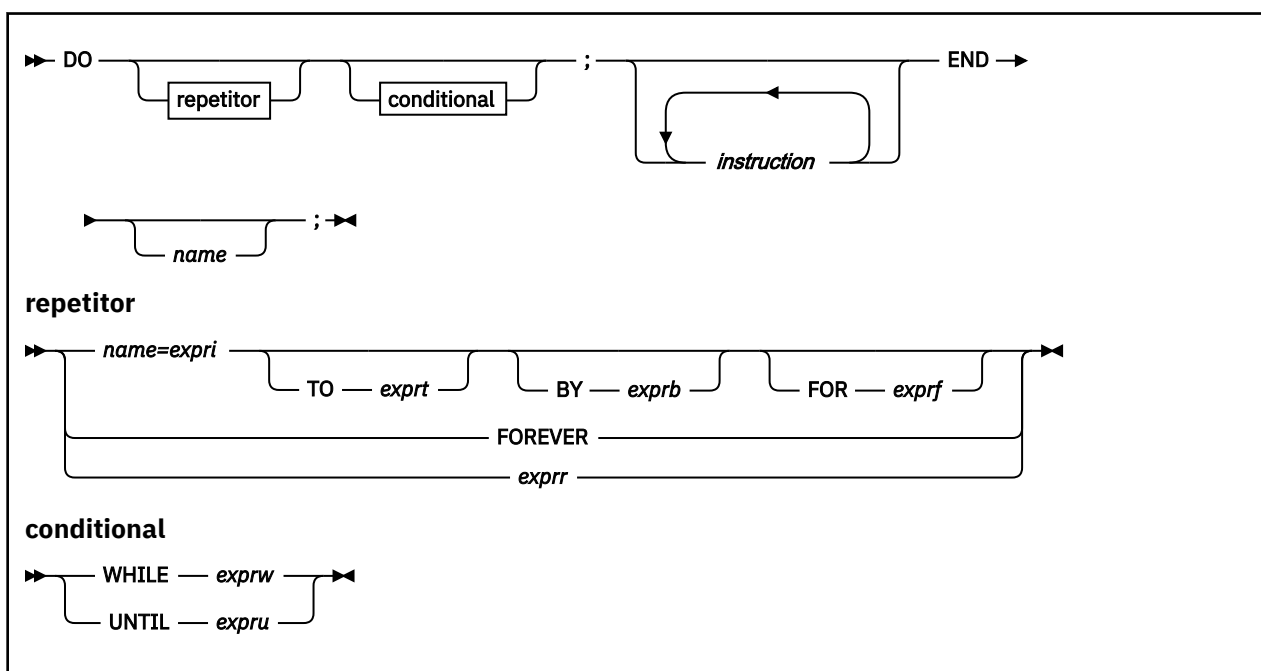 DO ; END
repetitor conditional
instruction
;
name
repetitor
name=expri
TO exprt BY exprb FOR exprf
FOREVER
exprr
conditional
WHILE exprw
UNTIL expru